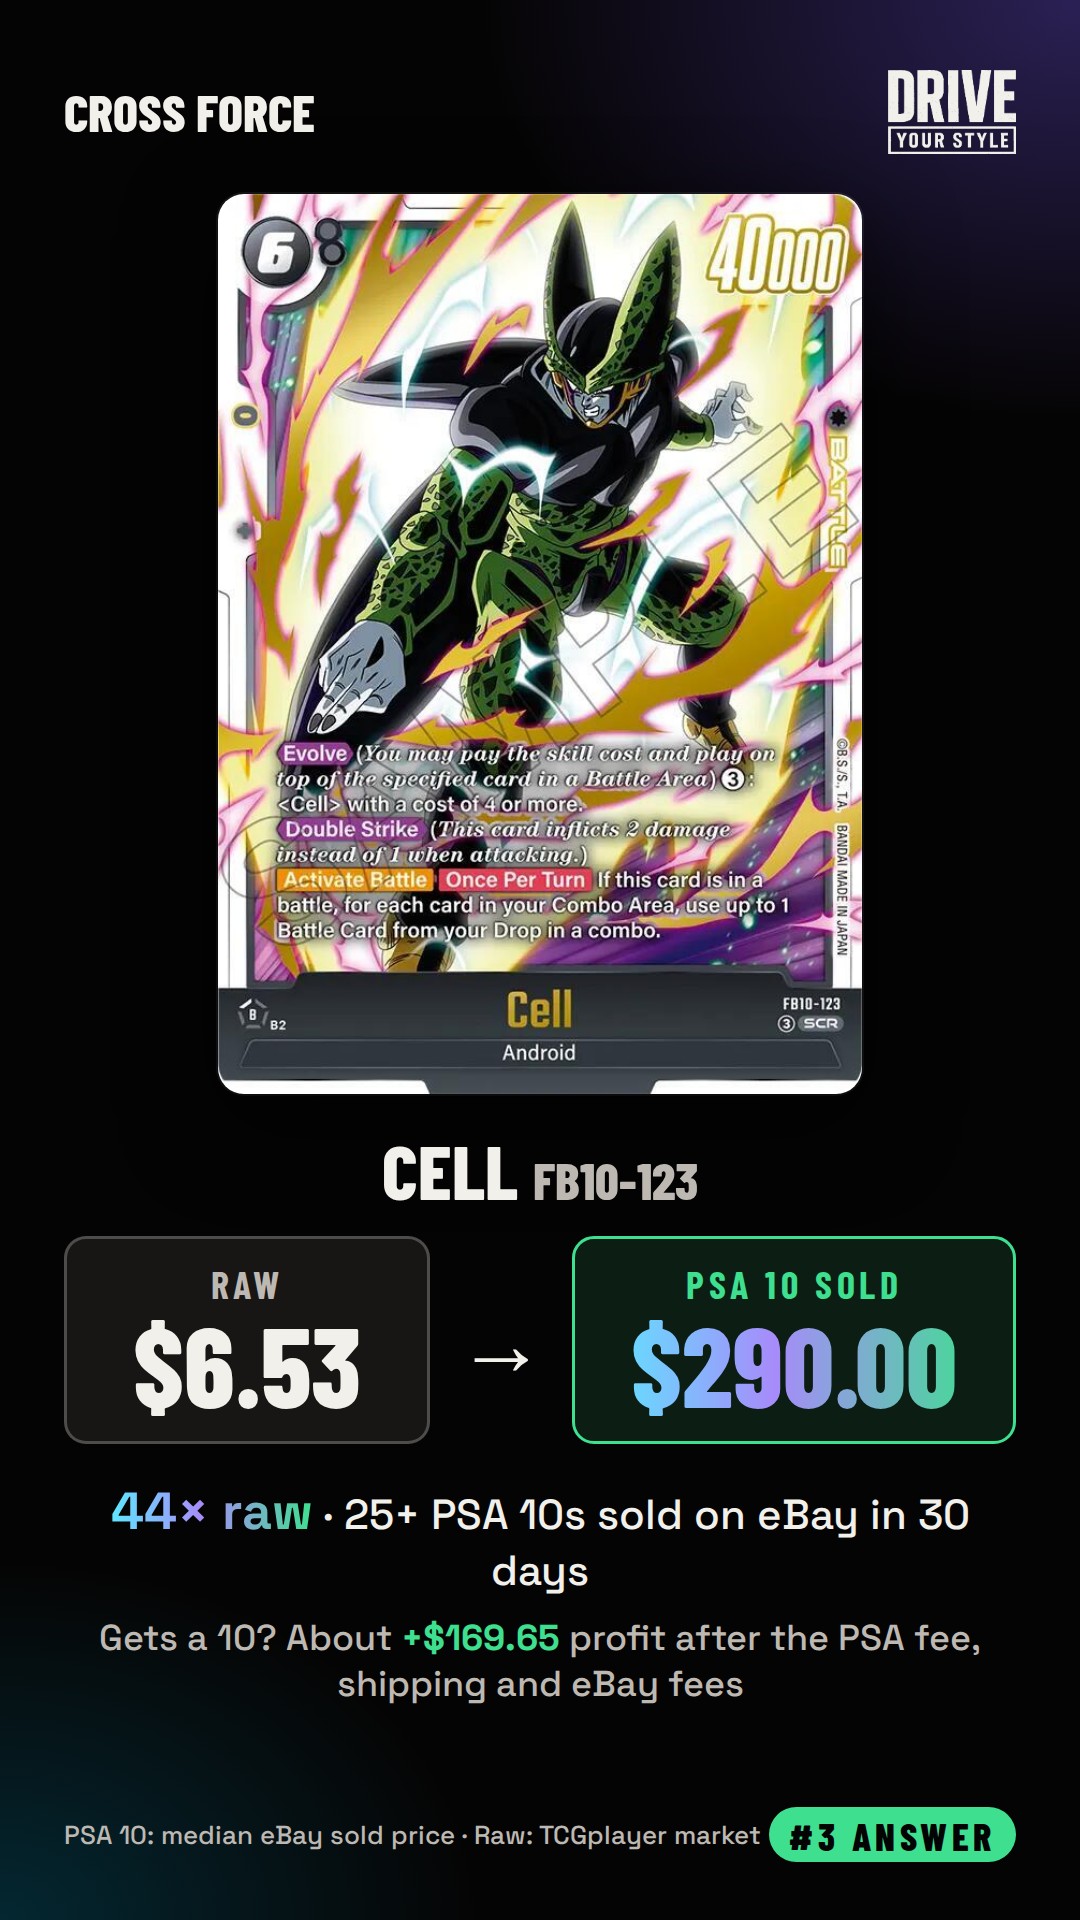 CROSS FORCE
DRIVE
YOUR STYLE
6
8
40000
0
BATTLE
SAMPLE
Evolve (You may pay the skill cost and play on
top of the specified card in a Battle Area) 3 :
<Cell> with a cost of 4 or more.
Double Strike (This card inflicts 2 damage
instead of 1 when attacking.)
Activate Battle Once Per Turn If this card is in a
battle, for each card in your Combo Area, use up to 1
Battle Card from your Drop in a combo.
©B.S./S., T.A. BANDAI MADE IN JAPAN
B B2
Cell
FB10-123
3 SCR
Android
CELL FB10-123
RAW
$6.53
→
PSA 10 SOLD
$290.00
44× raw · 25+ PSA 10s sold on eBay in 30
days
Gets a 10? About +$169.65 profit after the PSA fee,
shipping and eBay fees
PSA 10: median eBay sold price · Raw: TCGplayer market
#3 ANSWER